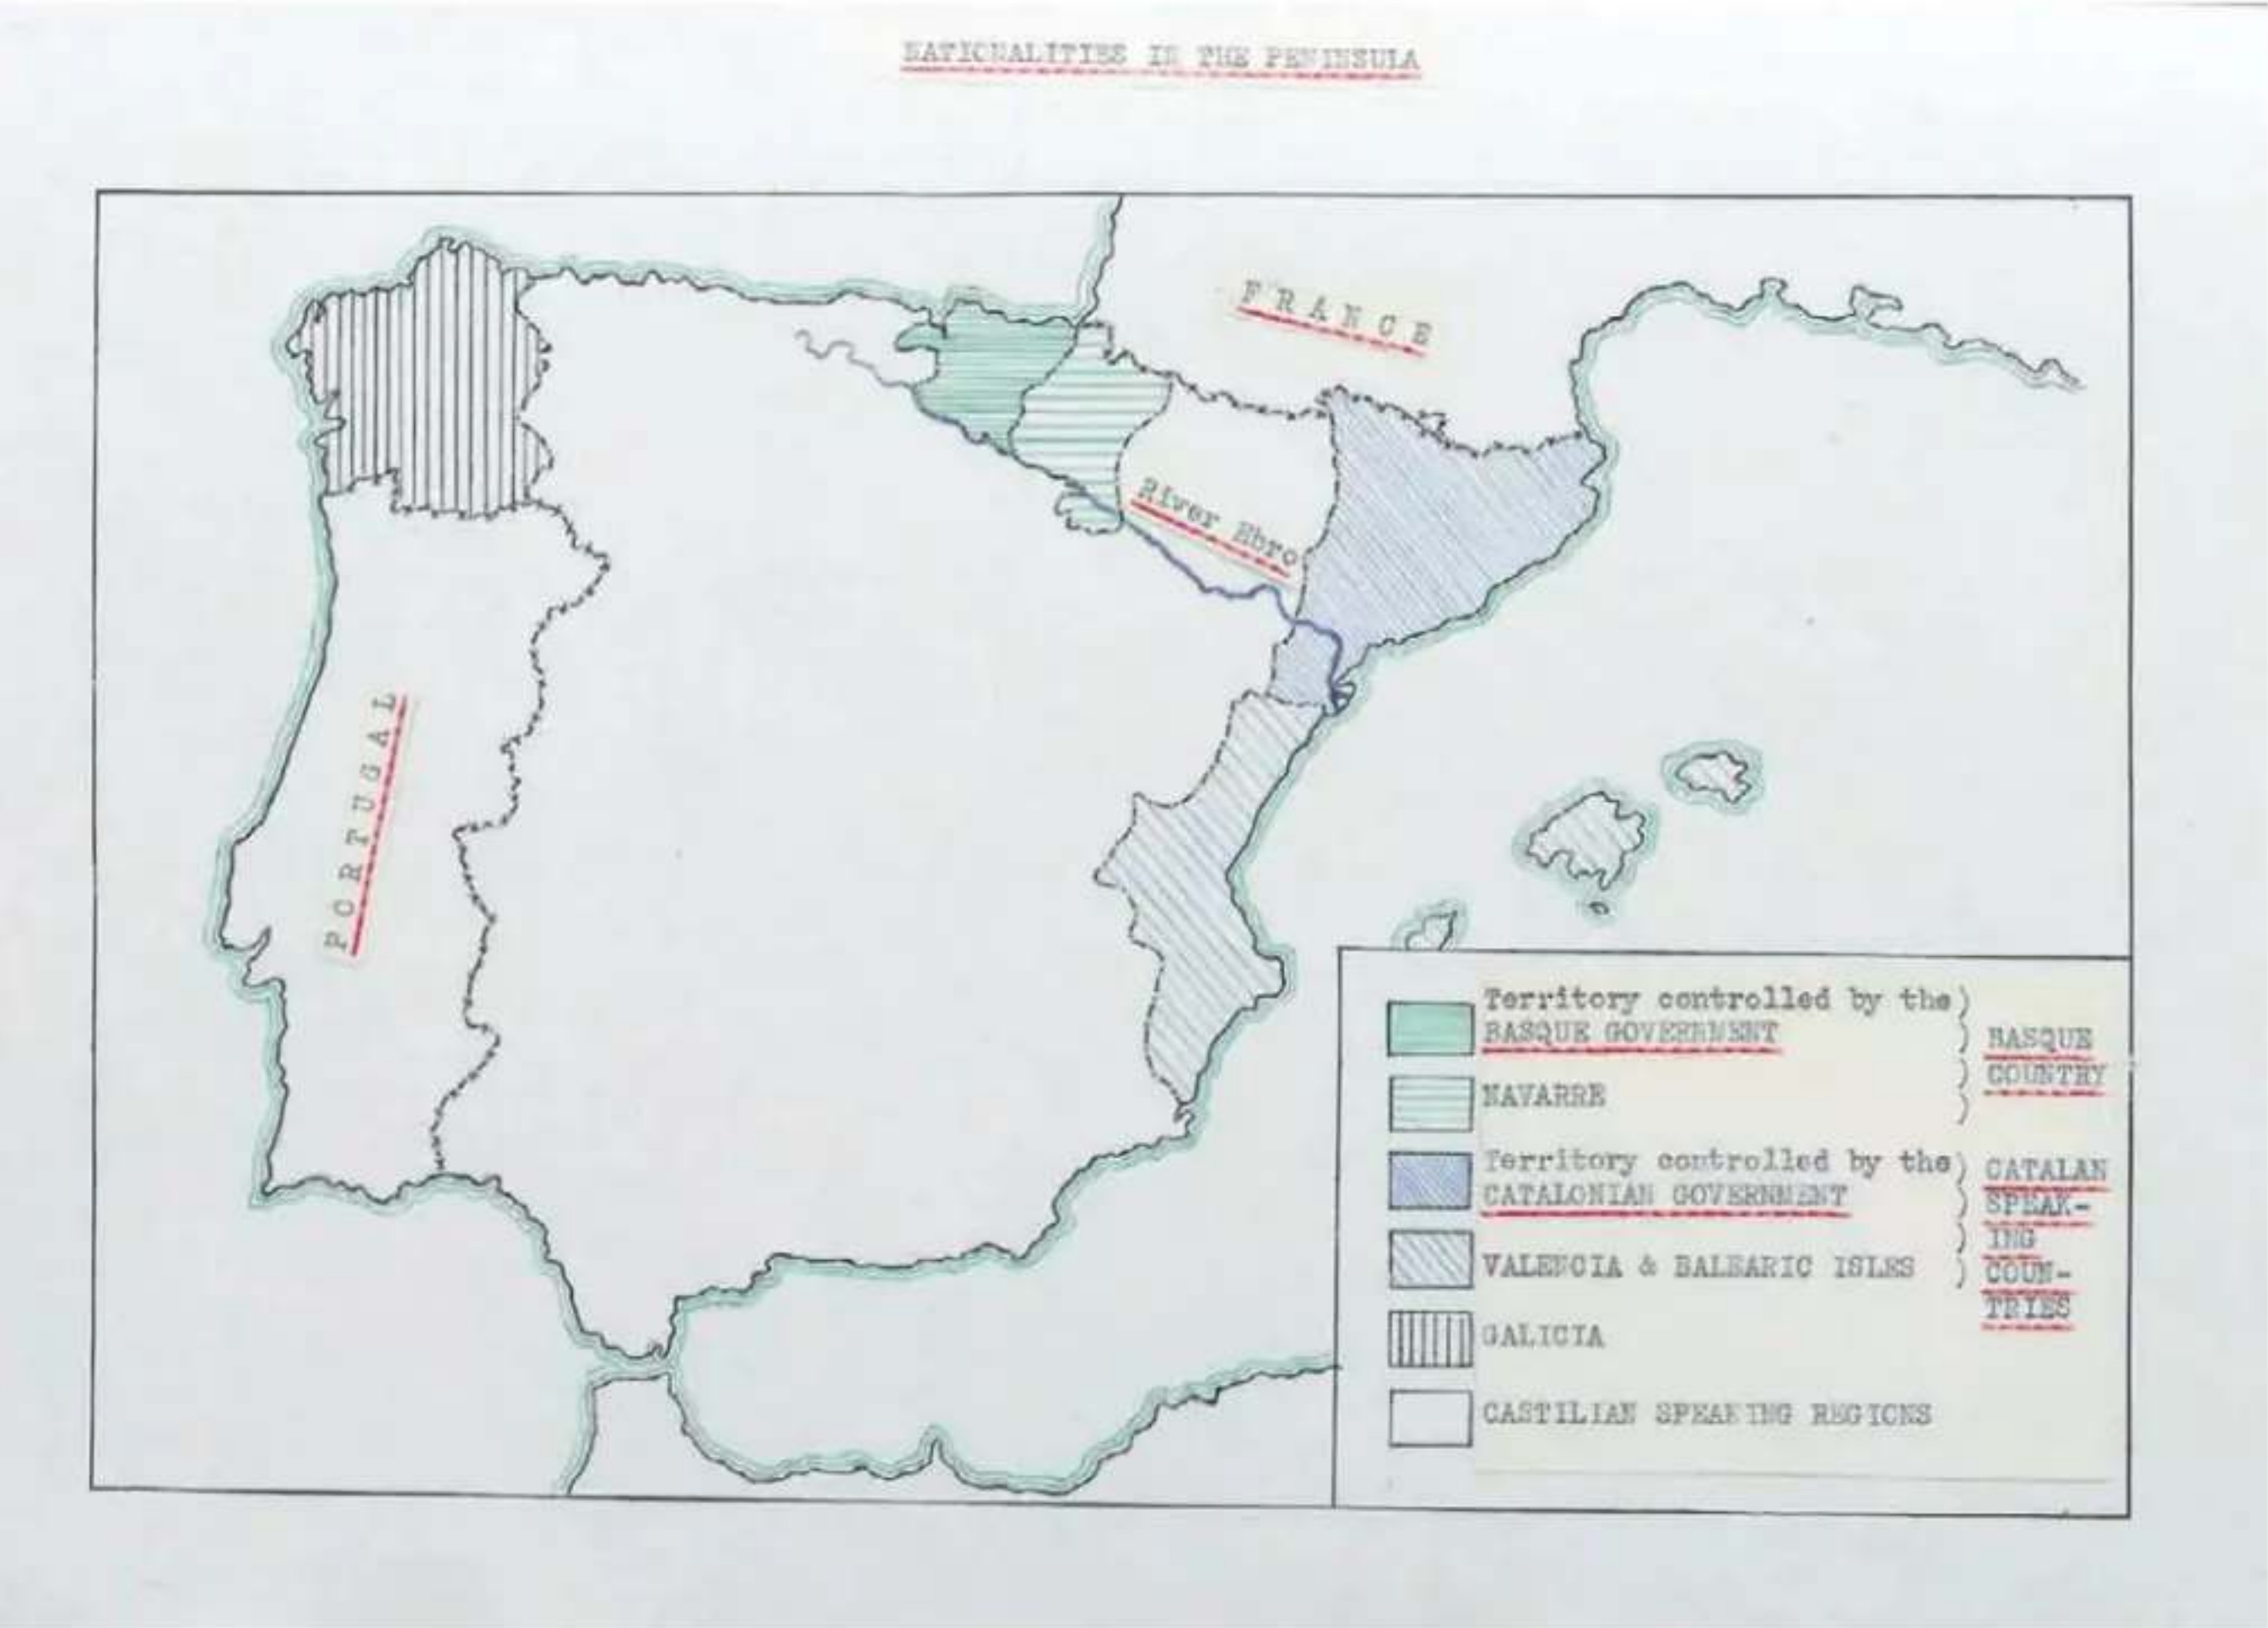 NATIONALITIES IN THE PENINSULA
FRANCE
River Ebro
PORTUGAL
Territory controlled by the)
BASQUE GOVERNMENT )
NAVARRE )
)
BASQUE
COUNTRY
Territory controlled by the)
CATALONIAN GOVERNMENT )
)
VALENCIA & BALEARIC ISLES )
CATALAN
SPEAK-
ING
COUN-
TRIES
GALICIA
CASTILIAN SPEAKING REGIONS